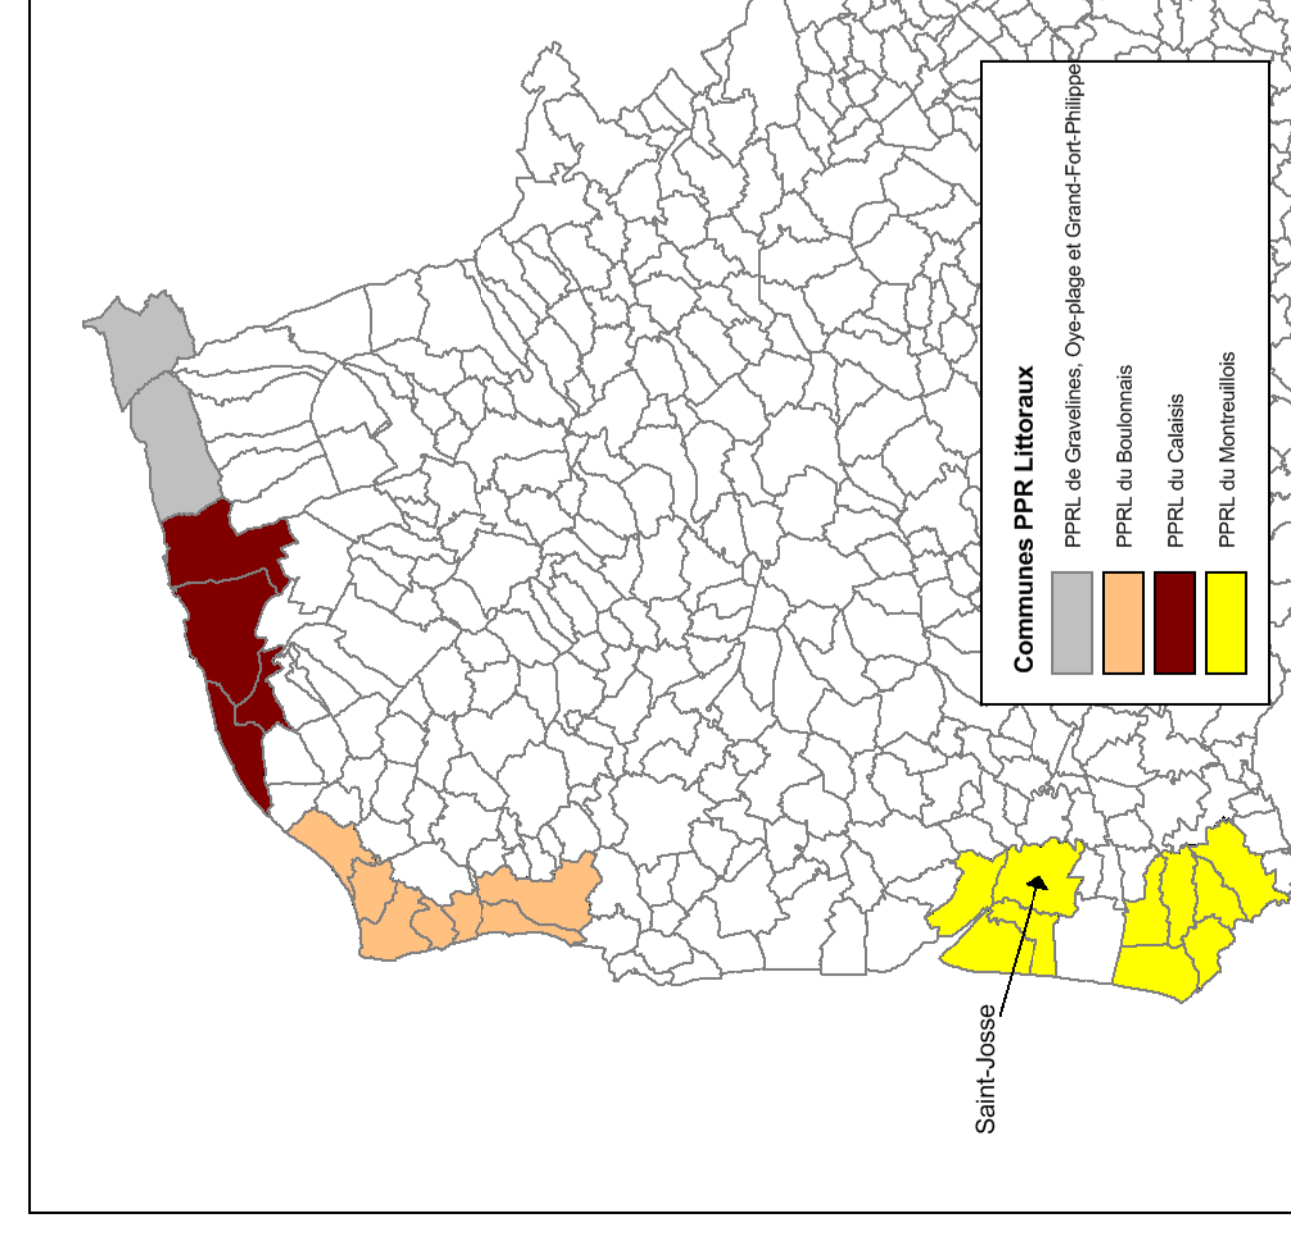 Communes PPR Littoraux
PPRL de Gravelines, Oye-plage et Grand-Fort-Philippe
PPRL du Boulonnais
PPRL du Calaisis
PPRL du Montreuillois
Saint-Josse